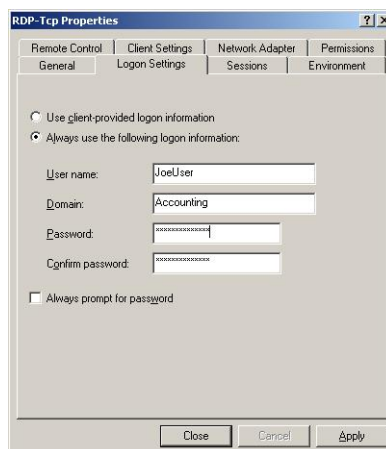 RDP-Tcp Properties
Remote Control Client Settings Network Adapter Permissions
General Logon Settings Sessions Environment
Use client-provided logon information
Always use the following logon information:
User name: JoeUser
Domain: Accounting
Password: xxxxxxxxxxxxxx
Confirm password: xxxxxxxxxxxxxx
Always prompt for password
Close Cancel Apply